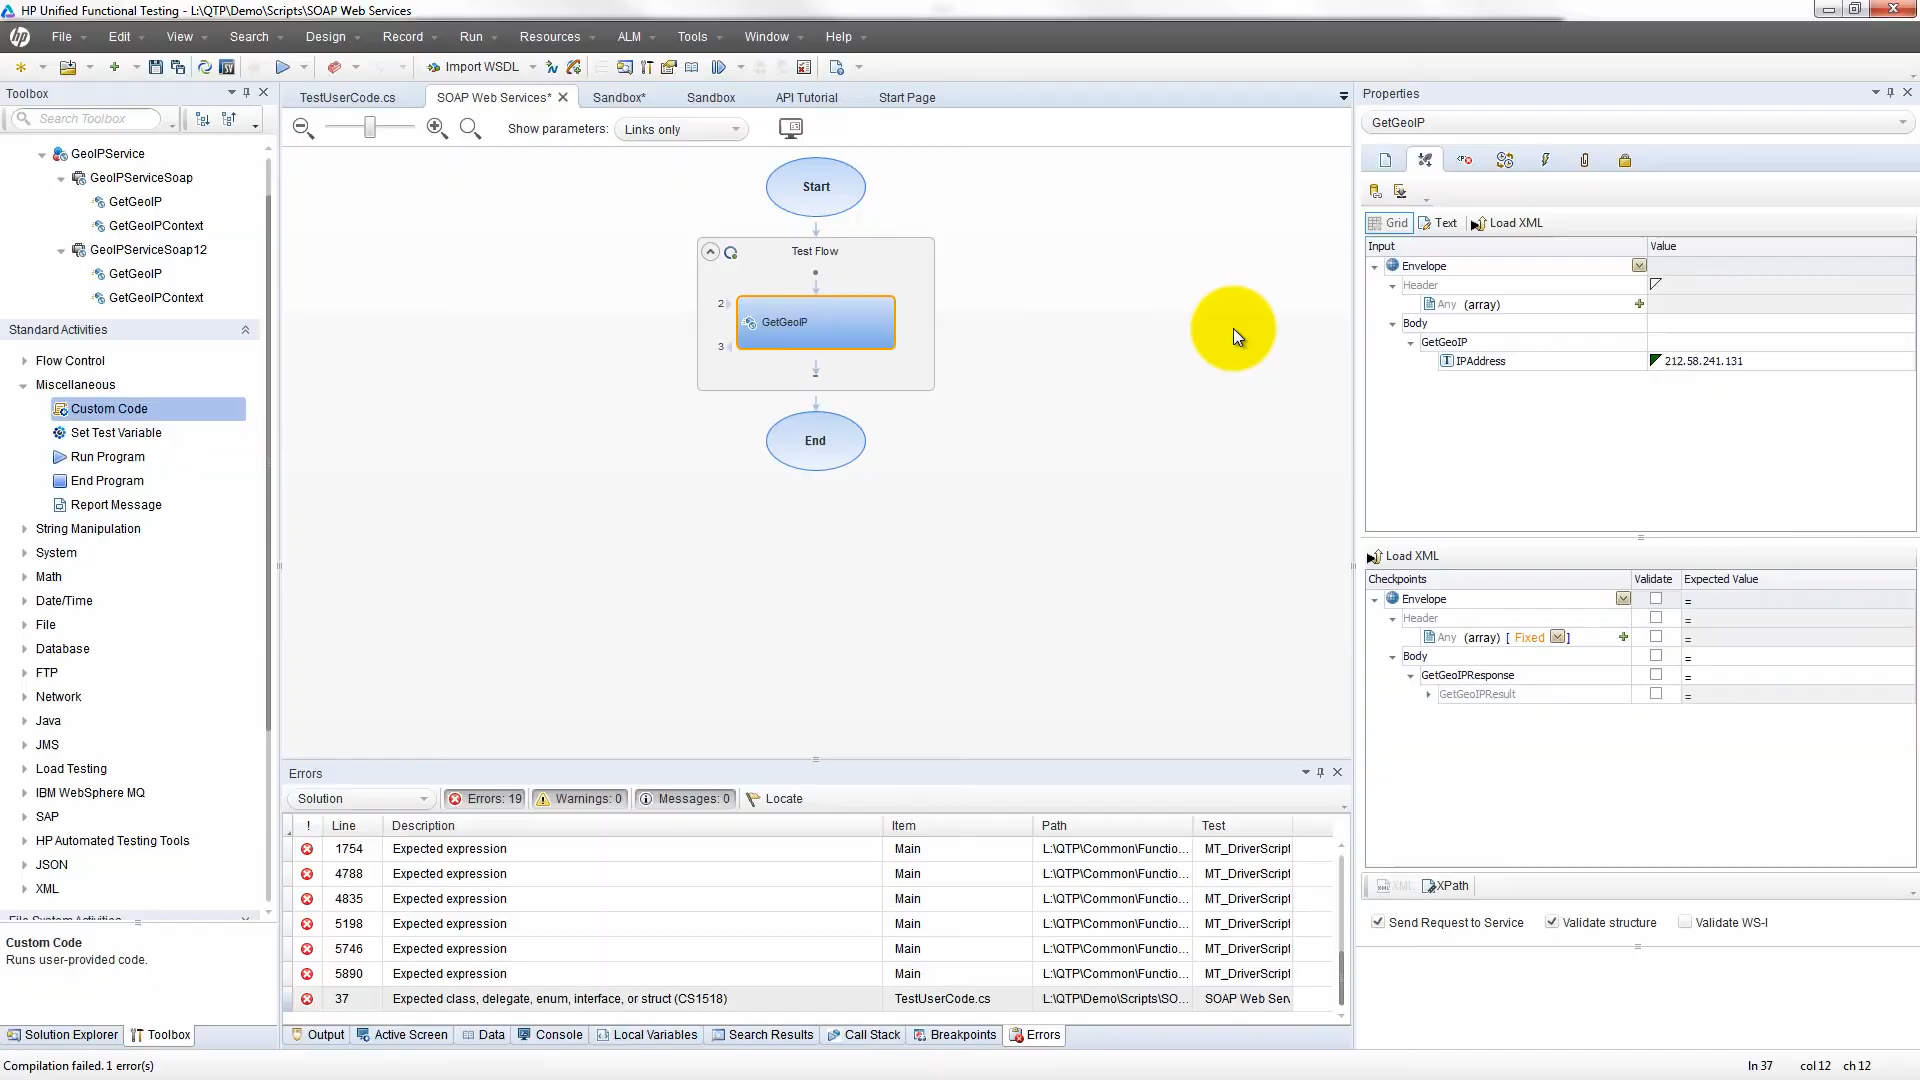 HP Unified Functional Testing - L:\QTP\Demo\Scripts\SOAP Web Services
hp File Edit View Search Design Record Run Resources ALM Tools Window Help
Import WSDL
Toolbox
Search Toolbox
GeoIPService
GeoIPServiceSoap
GetGeoIP
GetGeoIPContext
GeoIPServiceSoap12
GetGeoIP
GetGeoIPContext
Standard Activities
Flow Control
Miscellaneous
Custom Code
Set Test Variable
Run Program
End Program
Report Message
String Manipulation
System
Math
Date/Time
File
Database
FTP
Network
Java
JMS
Load Testing
IBM WebSphere MQ
SAP
HP Automated Testing Tools
JSON
XML
File System Activities
Custom Code
Runs user-provided code.
Solution Explorer Toolbox
TestUserCode.cs SOAP Web Services* Sandbox* Sandbox API Tutorial Start Page
Show parameters: Links only
Start
Test Flow
2
GetGeoIP
3
End
Errors
Solution Errors: 19 Warnings: 0 Messages: 0 Locate
! Line Description Item Path Test
1754 Expected expression Main L:\QTP\Common\Functio... MT_DriverScript
4788 Expected expression Main L:\QTP\Common\Functio... MT_DriverScript
4835 Expected expression Main L:\QTP\Common\Functio... MT_DriverScript
5198 Expected expression Main L:\QTP\Common\Functio... MT_DriverScript
5746 Expected expression Main L:\QTP\Common\Functio... MT_DriverScript
5890 Expected expression Main L:\QTP\Common\Functio... MT_DriverScript
37 Expected class, delegate, enum, interface, or struct (CS1518) TestUserCode.cs L:\QTP\Demo\Scripts\SO... SOAP Web Serv
Output Active Screen Data Console Local Variables Search Results Call Stack Breakpoints Errors
Properties
GetGeoIP
Grid Text Load XML
Input Value
Envelope
Header
Any (array)
Body
GetGeoIP
IPAddress 212.58.241.131
Load XML
Checkpoints Validate Expected Value
Envelope =
Header =
Any (array) [ Fixed ] =
Body =
GetGeoIPResponse =
GetGeoIPResult =
XML XPath
Send Request to Service Validate structure Validate WS-I
Compilation failed. 1 error(s) ln 37 col 12 ch 12